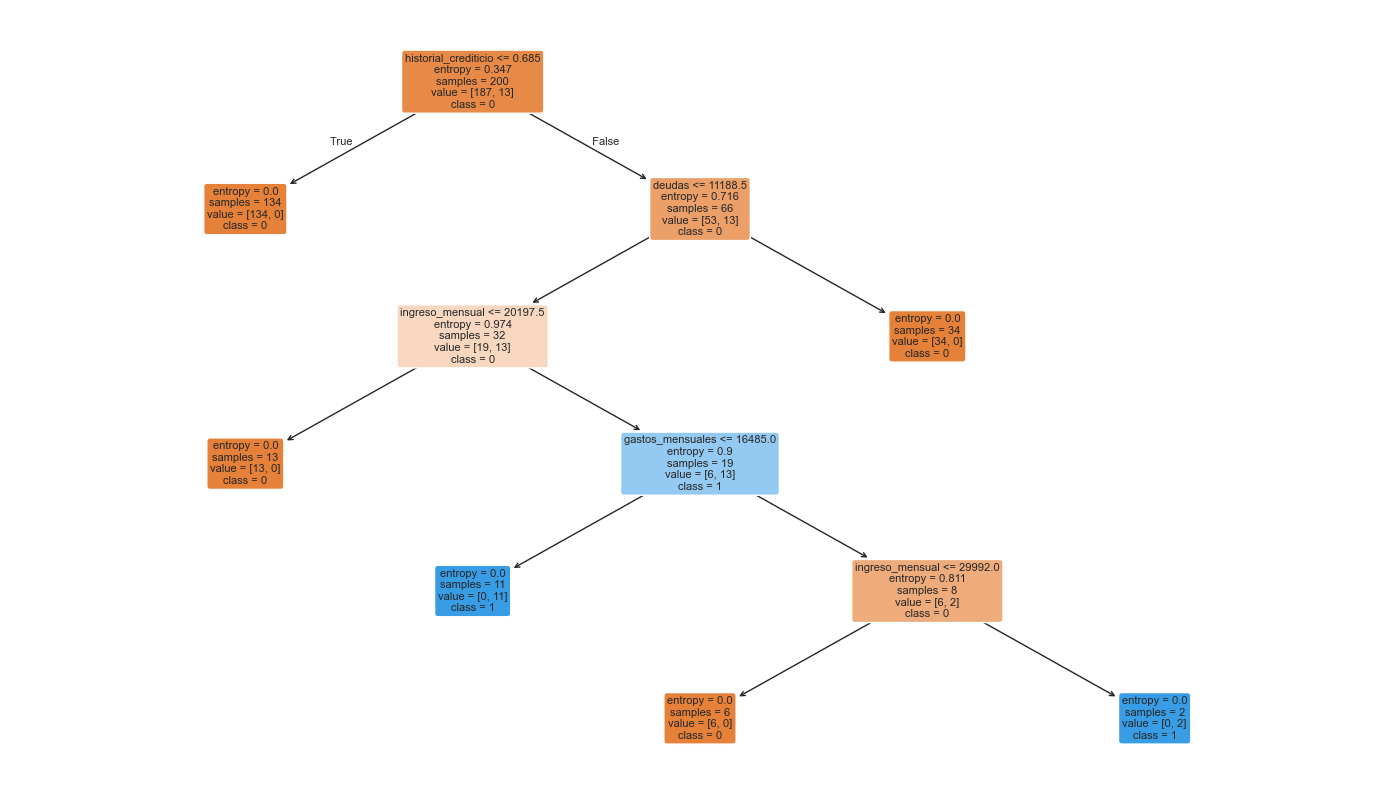 historial_crediticio <= 0.685
entropy = 0.347
samples = 200
value = [187, 13]
class = 0
True
False
entropy = 0.0
samples = 134
value = [134, 0]
class = 0
deudas <= 11188.5
entropy = 0.716
samples = 66
value = [53, 13]
class = 0
ingreso_mensual <= 20197.5
entropy = 0.974
samples = 32
value = [19, 13]
class = 0
entropy = 0.0
samples = 34
value = [34, 0]
class = 0
entropy = 0.0
samples = 13
value = [13, 0]
class = 0
gastos_mensuales <= 16485.0
entropy = 0.9
samples = 19
value = [6, 13]
class = 1
entropy = 0.0
samples = 11
value = [0, 11]
class = 1
ingreso_mensual <= 29992.0
entropy = 0.811
samples = 8
value = [6, 2]
class = 0
entropy = 0.0
samples = 6
value = [6, 0]
class = 0
entropy = 0.0
samples = 2
value = [0, 2]
class = 1